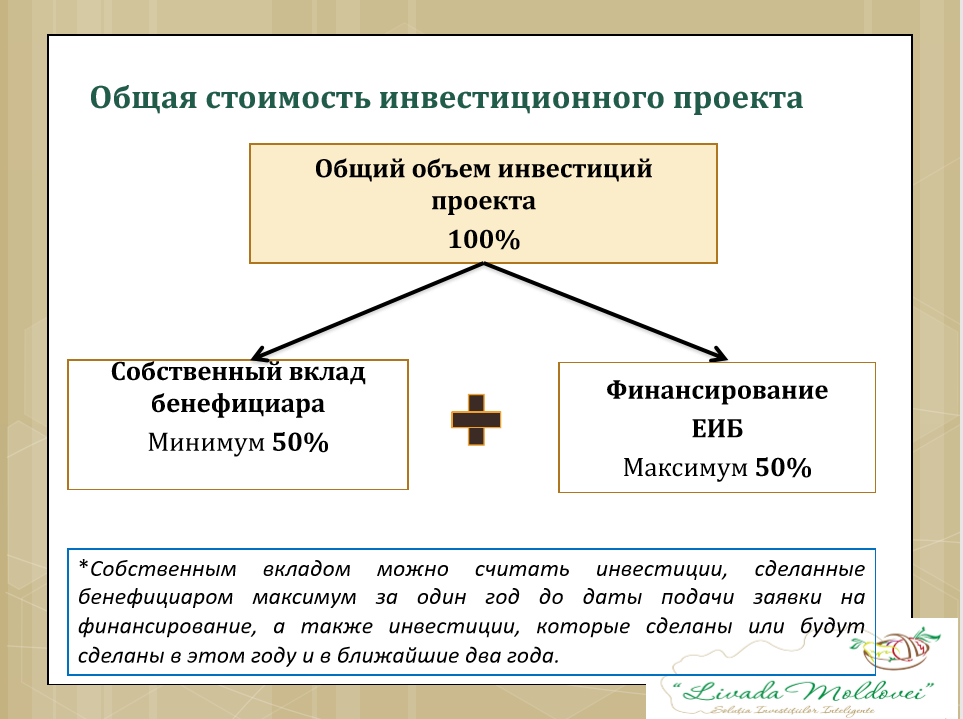 Общая стоимость инвестиционного проекта
Общий объем инвестиций
проекта
100%
Собственный вклад
бенефициара
Минимум 50%
Финансирование
ЕИБ
Максимум 50%
*Собственным вкладом можно считать инвестиции, сделанные
бенефициаром максимум за один год до даты подачи заявки на
финансирование, а также инвестиции, которые сделаны или будут
сделаны в этом году и в ближайшие два года.
"Livada Moldovei"
Soluția Investițiilor Inteligente